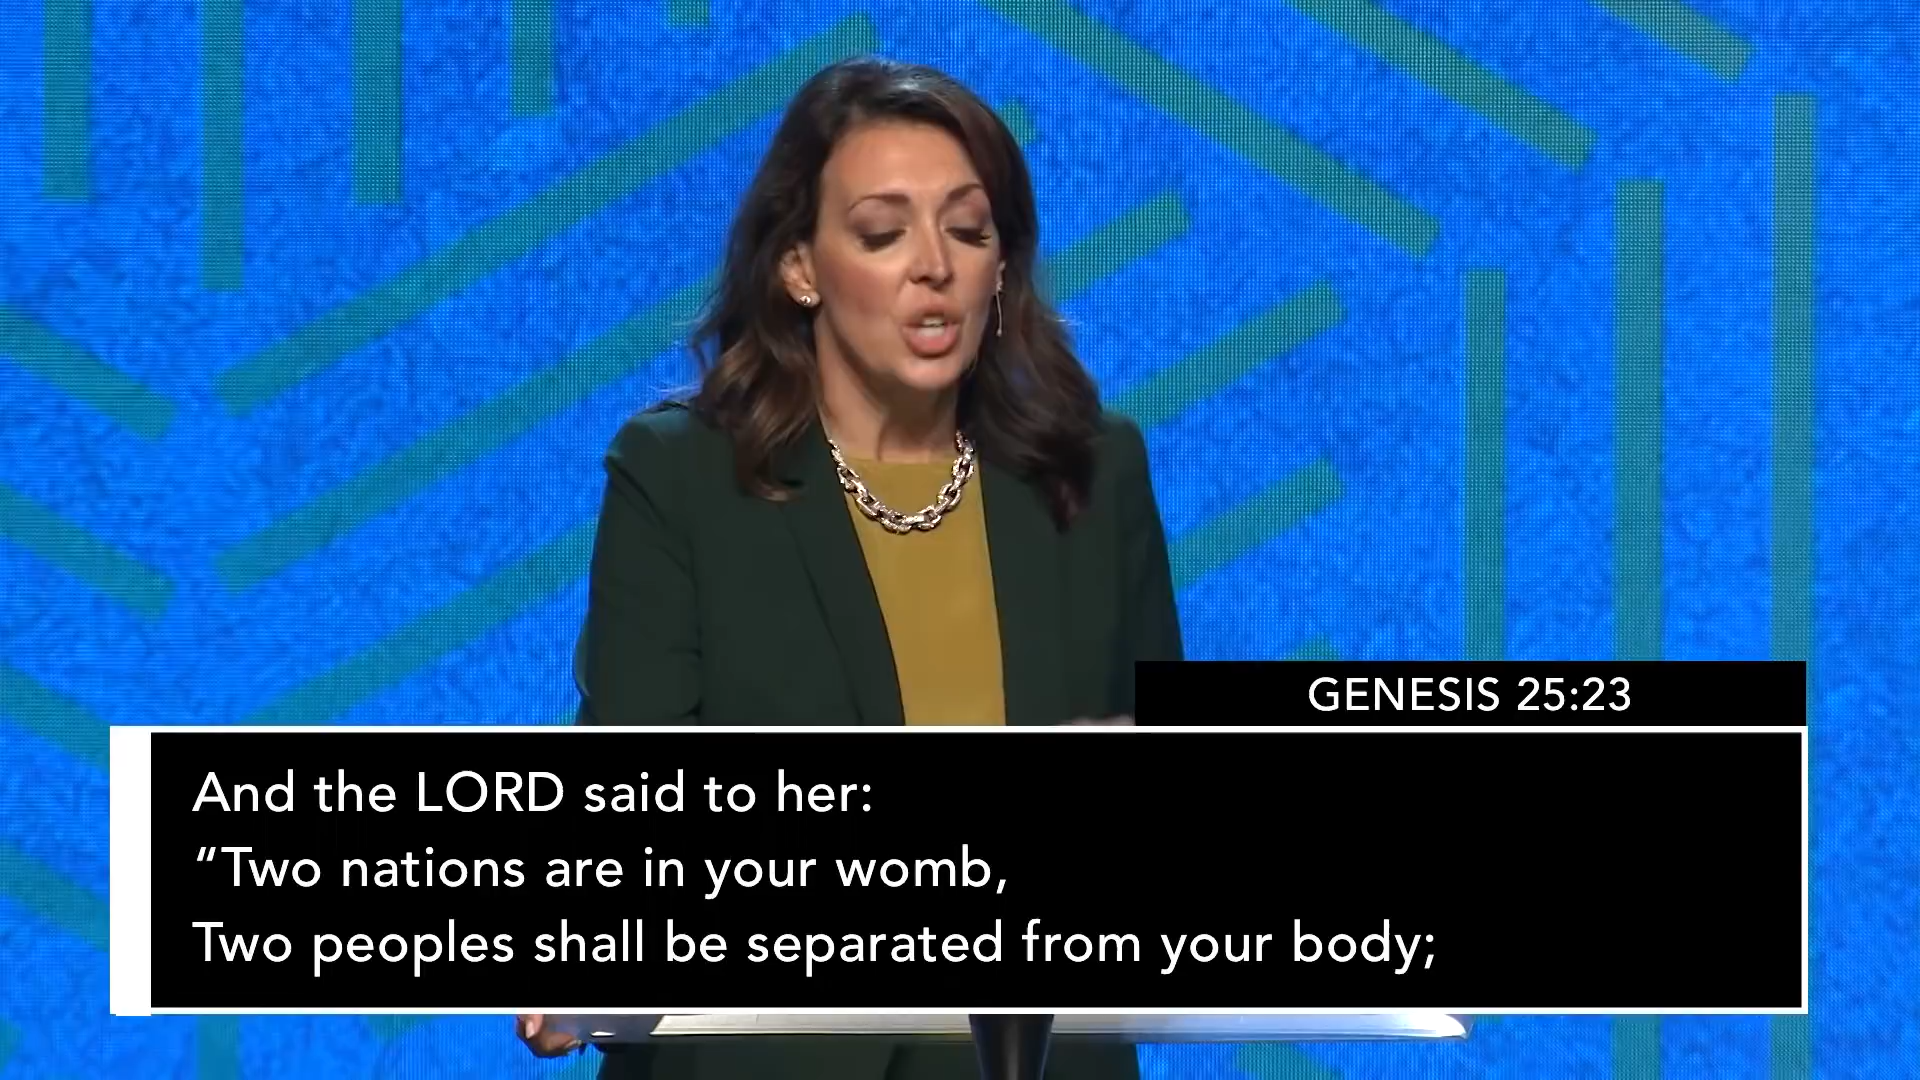 GENESIS 25:23
And the LORD said to her:
“Two nations are in your womb,
Two peoples shall be separated from your body;